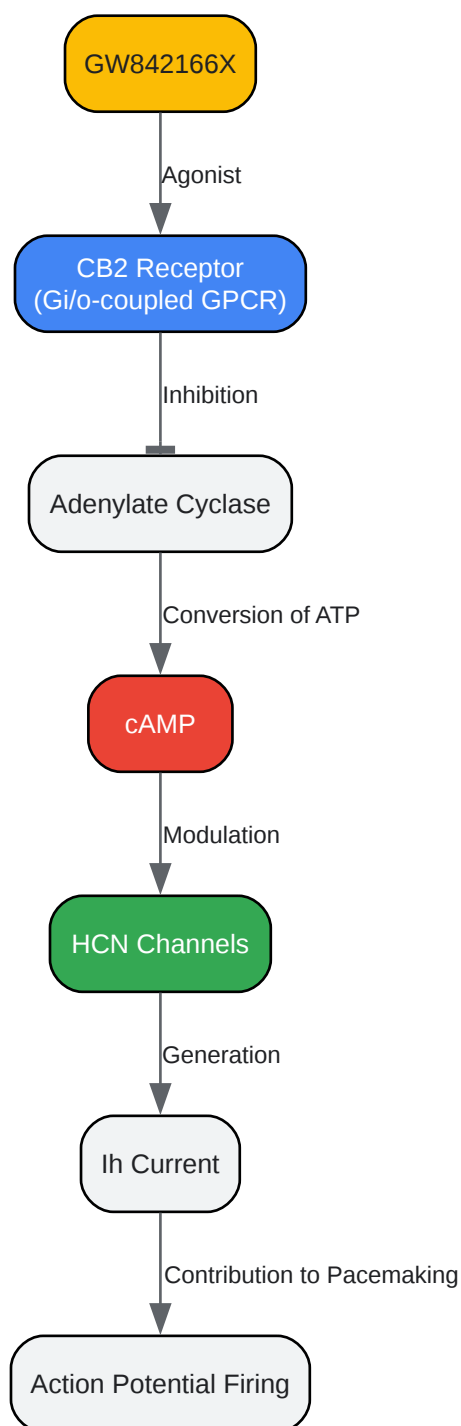 GW842166X
Agonist
CB2 Receptor
(Gi/o-coupled GPCR)
Inhibition
Adenylate Cyclase
Conversion of ATP
cAMP
Modulation
HCN Channels
Generation
Ih Current
Contribution to Pacemaking
Action Potential Firing